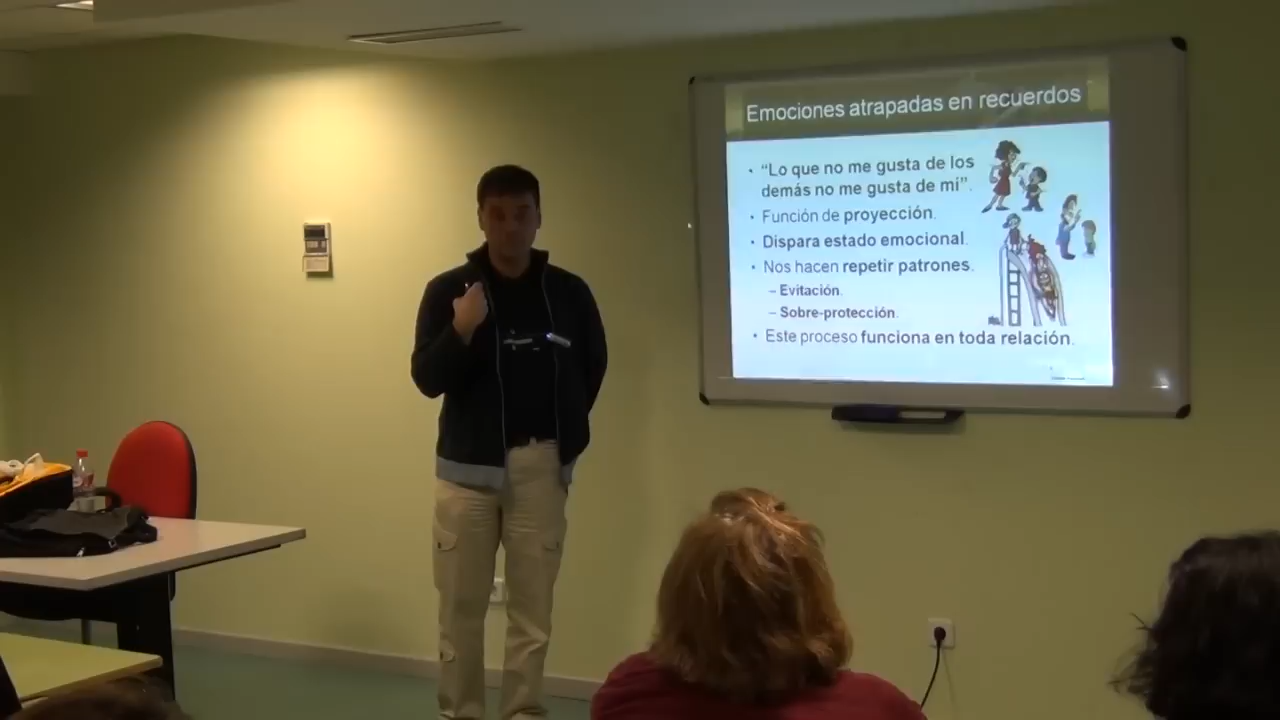 Emociones atrapadas en recuerdos
• “Lo que no me gusta de los
demás no me gusta de mí”.
• Función de proyección.
• Dispara estado emocional.
• Nos hacen repetir patrones.
– Evitación.
– Sobre-protección.
• Este proceso funciona en toda relación.